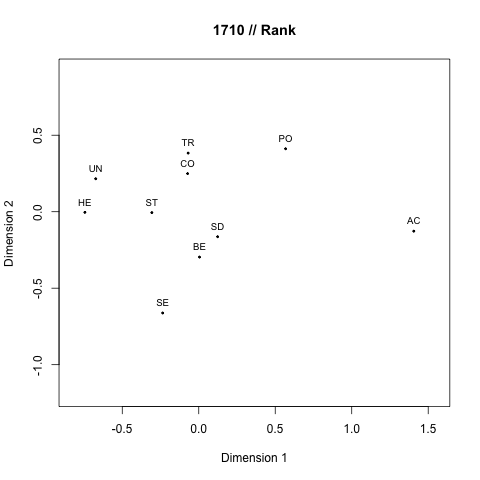 1710 // Rank
Dimension 2
0.5
0.0
-0.5
-1.0
PO
TR
CO
UN
HE
ST
SD
AC
BE
SE
-0.5
0.0
0.5
1.0
1.5
Dimension 1